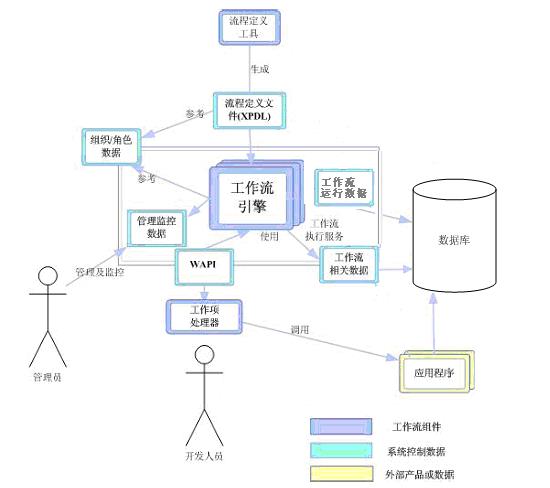 流程定义
工具
生成
流程定义文
件(XPDL)
参考
组织/角色
数据
参考
工作流
引擎
工作流
运行数据
管理监控
数据
使用
工作流
执行服务
数据库
WAPI
工作流
相关数据
管理及监控
工作项
处理器
调用
管理员
应用程序
开发人员
工作流组件
系统控制数据
外部产品或数据